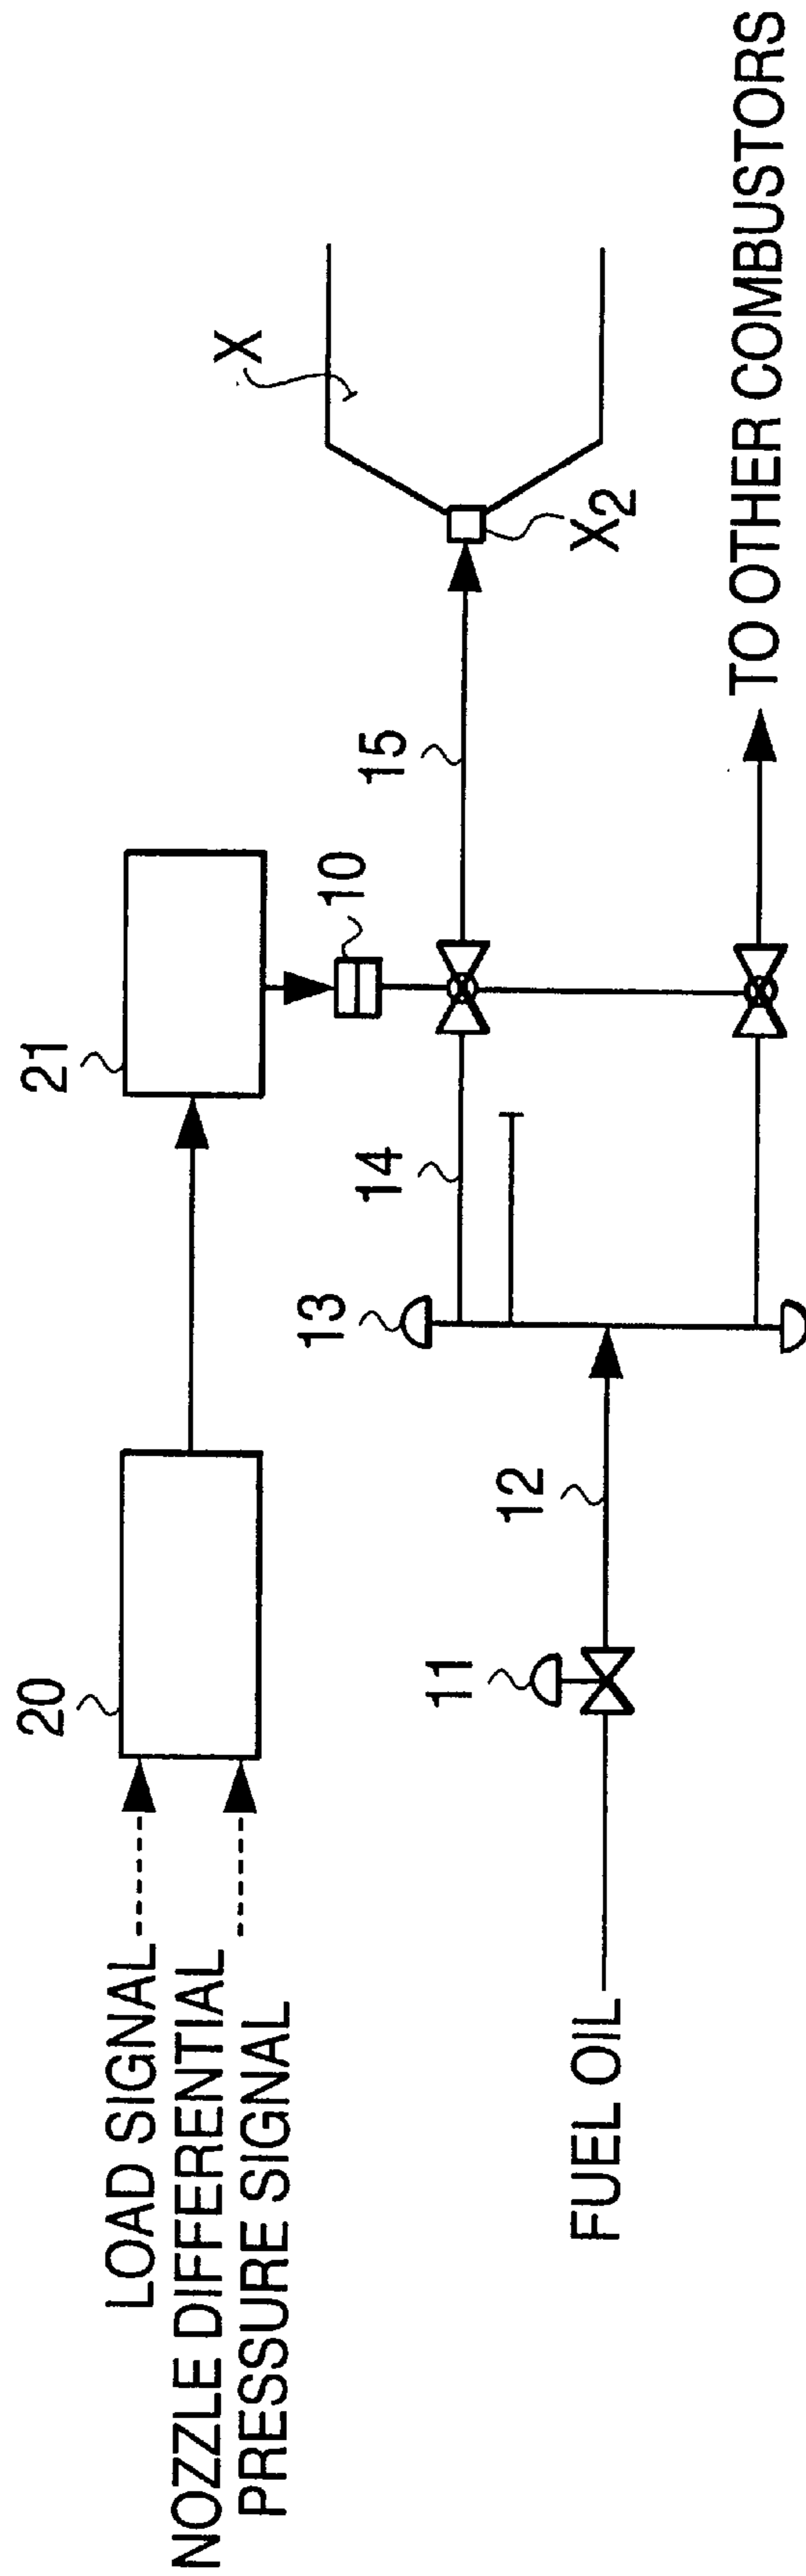 LOAD SIGNAL
NOZZLE DIFFERENTIAL
PRESSURE SIGNAL
20
21
10
X
X2
15
14
13
12
11
FUEL OIL
TO OTHER COMBUSTORS